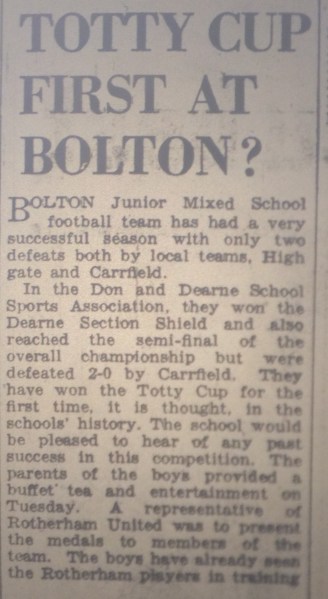 TOTTY CUP
FIRST AT
BOLTON?
BOLTON Junior Mixed School
football team has had a very
successful season with only two
defeats both by local teams, High
gate and Carrfield.
In the Don and Dearne School
Sports Association, they won the
Dearne Section Shield and also
reached the semi-final of the
overall championship but were
defeated 2-0 by Carrfield. They
have won the Totty Cup for the
first time, it is thought, in the
schools' history. The school would
be pleased to hear of any past
success in this competition. The
parents of the boys provided a
buffet tea and entertainment on
Tuesday. A representative of
Rotherham United was to present
the medals to members of the
team. The boys have already seen
the Rotherham players in training